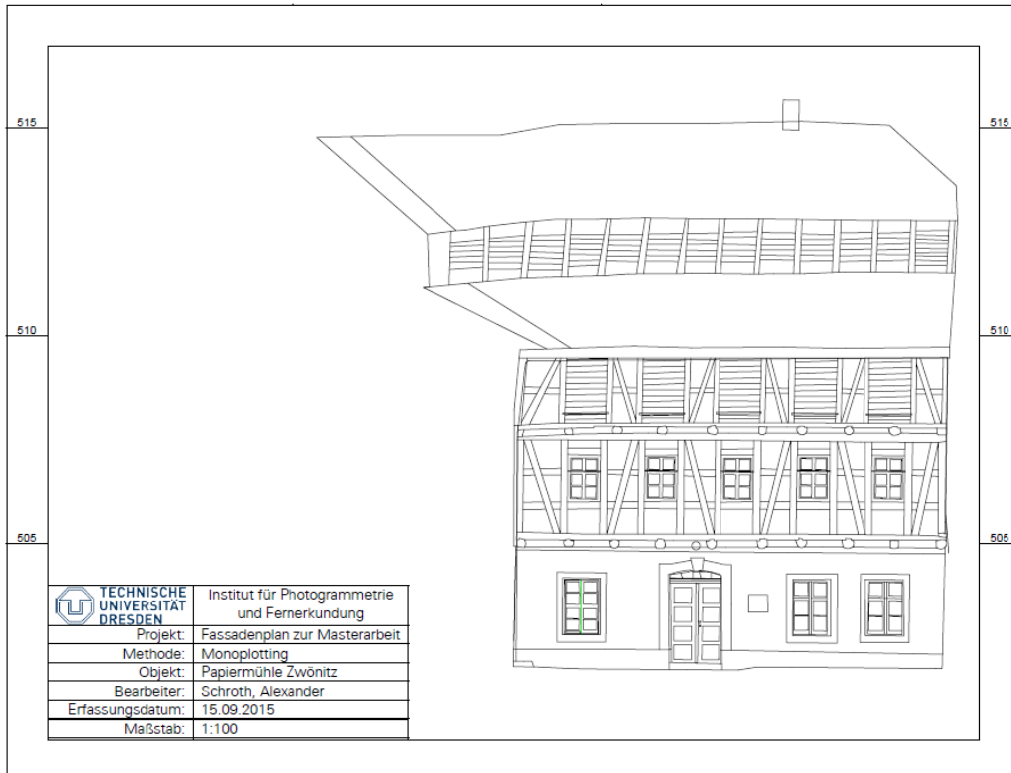 515
515
510
510
505
505
TECHNISCHE
UNIVERSITÄT
DRESDEN
Institut für Photogrammetrie
und Fernerkundung
Projekt: Fassadenplan zur Masterarbeit
Methode: Monoplotting
Objekt: Papiermühle Zwönitz
Bearbeiter: Schroth, Alexander
Erfassungsdatum: 15.09.2015
Maßstab: 1:100